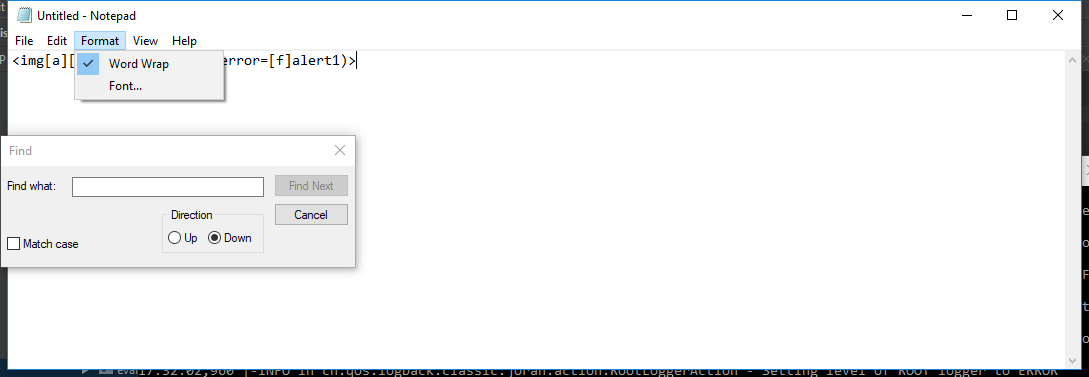 Untitled - Notepad
File Edit Format View Help
<img[a][ error=[f]alert1)>
Word Wrap
Font...
Find
Find what:
Find Next
Cancel
Direction
Up Down
Match case
17:32:02,960 |-INFO in ch.qos.logback.classic.joran.action.RootLoggerAction - Setting level of ROOT logger to ERROR